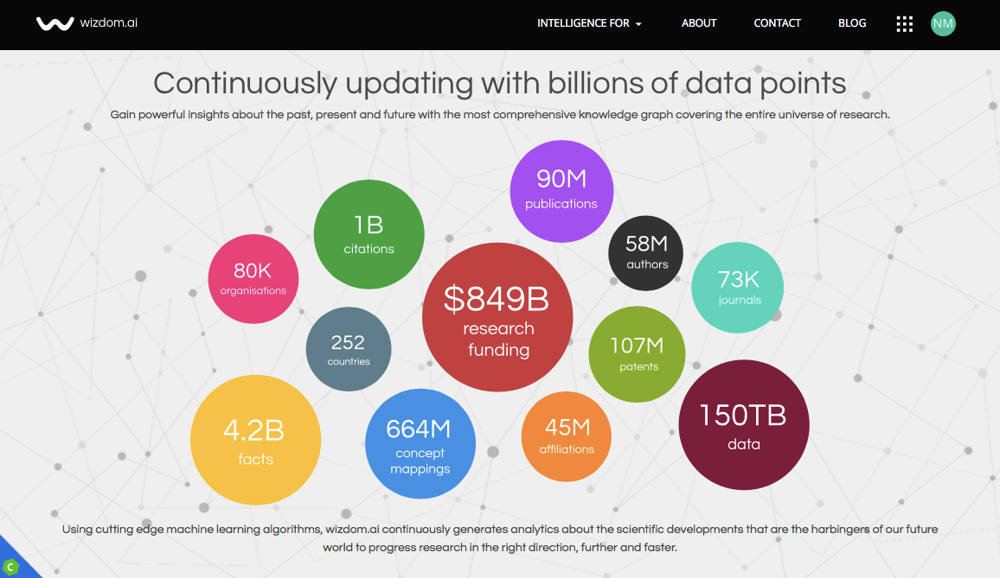 wizdom.ai
INTELLIGENCE FOR
ABOUT
CONTACT
BLOG
NM
Continuously updating with billions of data points
Gain powerful insights about the past, present and future with the most comprehensive knowledge graph covering the entire universe of research.
90M
publications
1B
citations
58M
authors
80K
organisations
73K
journals
$849B
research
funding
252
countries
107M
patents
4.2B
facts
664M
concept
mappings
45M
affiliations
150TB
data
Using cutting edge machine learning algorithms, wizdom.ai continuously generates analytics about the scientific developments that are the harbingers of our future
world to progress research in the right direction, further and faster.
C